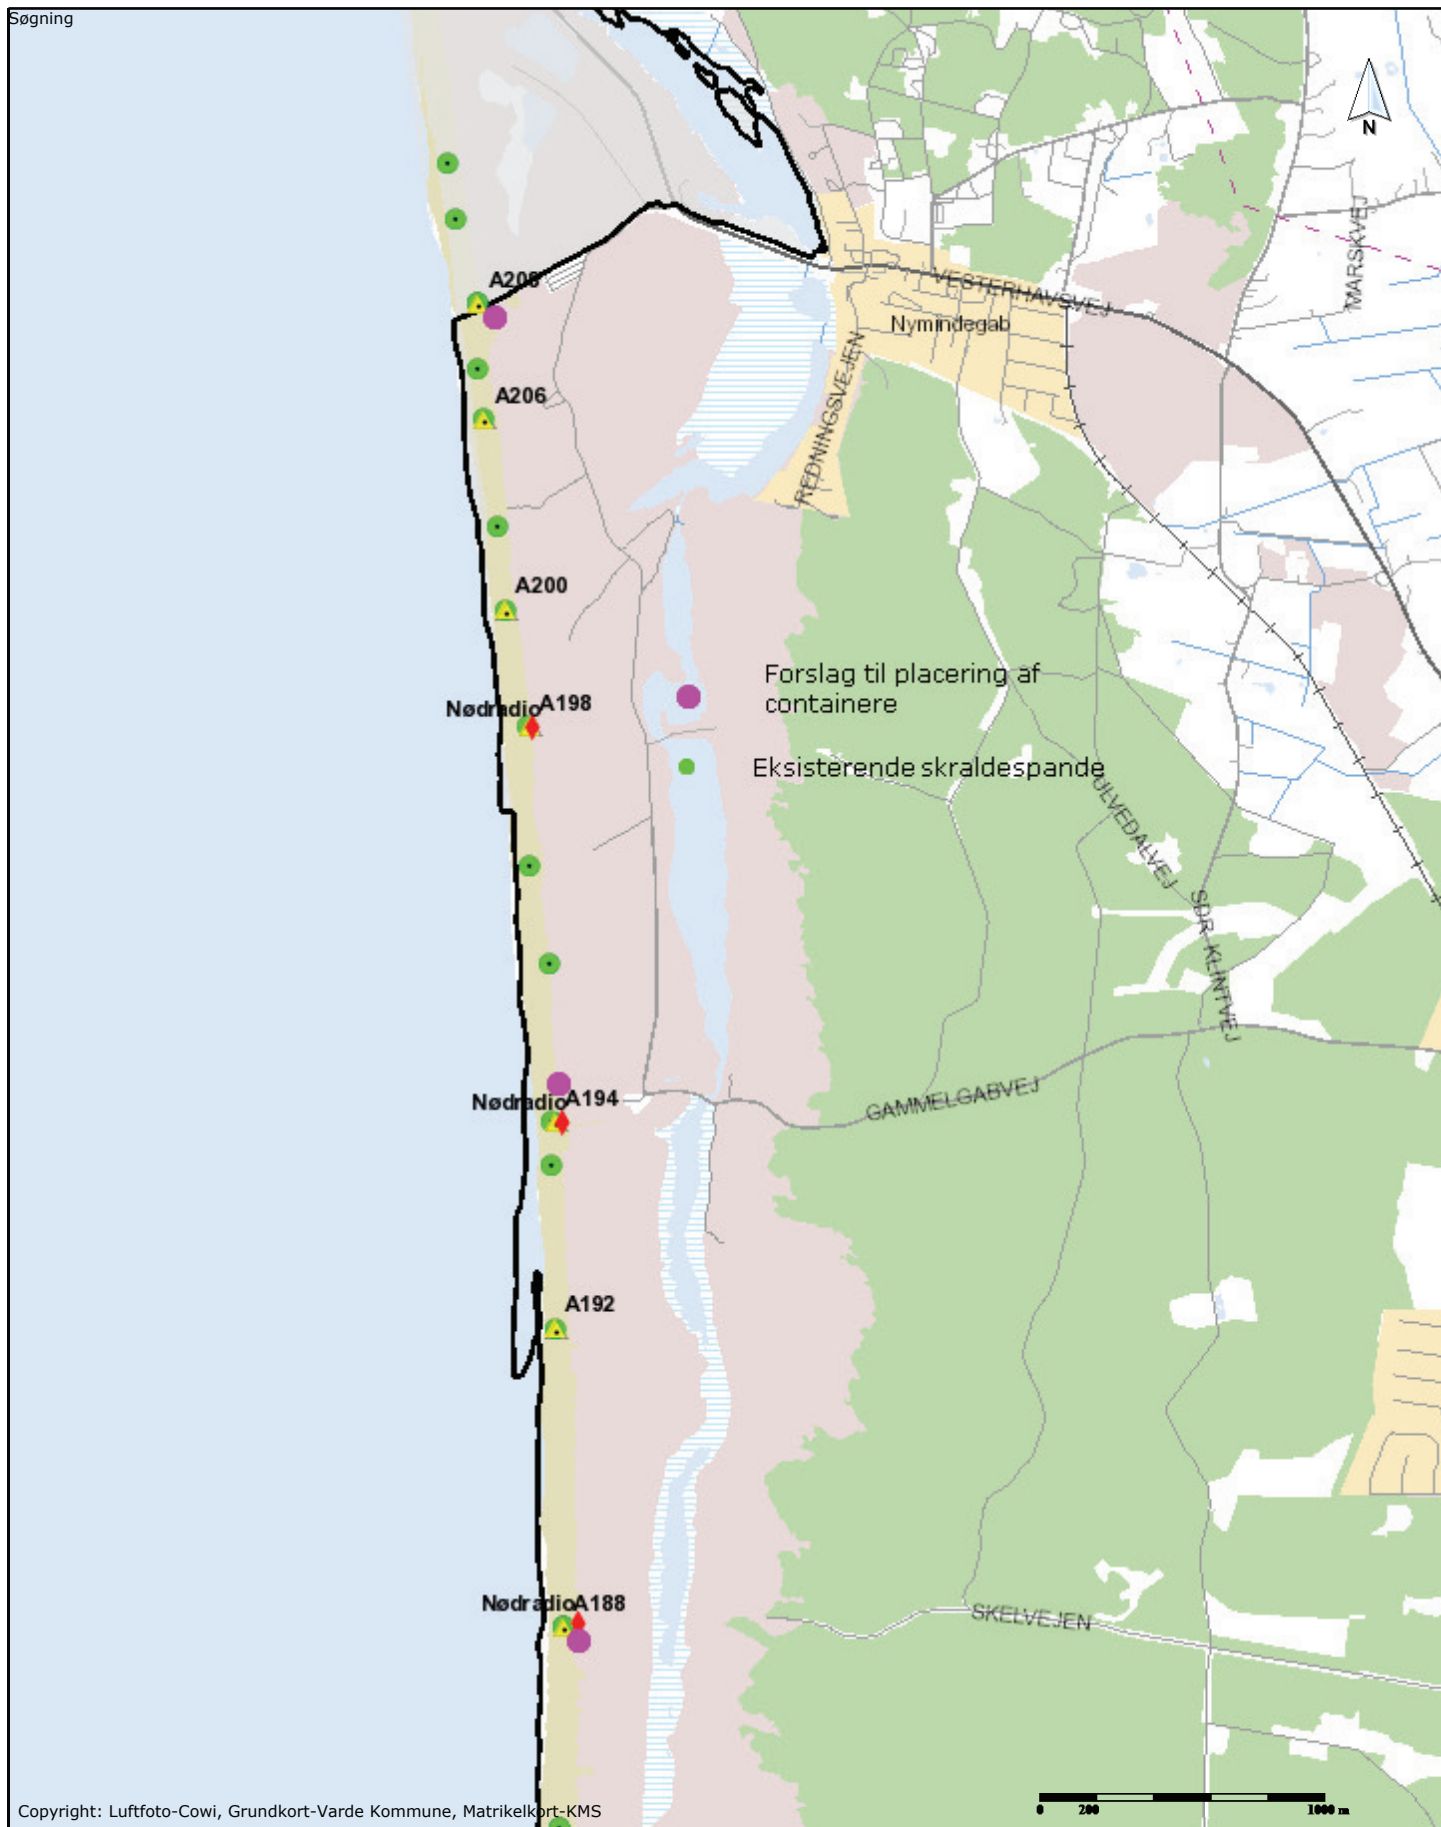 Søgning
N
MARSKVEJ
A208
VESTERHAVSVEJ
Nymindegab
REDNINGSVEJEN
A206
A200
Forslag til placering af
containere
Nødradio A198
Eksisterende skraldespande
ULVEDALVEJ
SDR KLINTVEJ
Nødradio A194
GAMMELGABVEJ
A192
Nødradio A188
SKELVEJEN
Copyright: Luftfoto-Cowi, Grundkort-Varde Kommune, Matrikelkort-KMS
0 200 1000 m